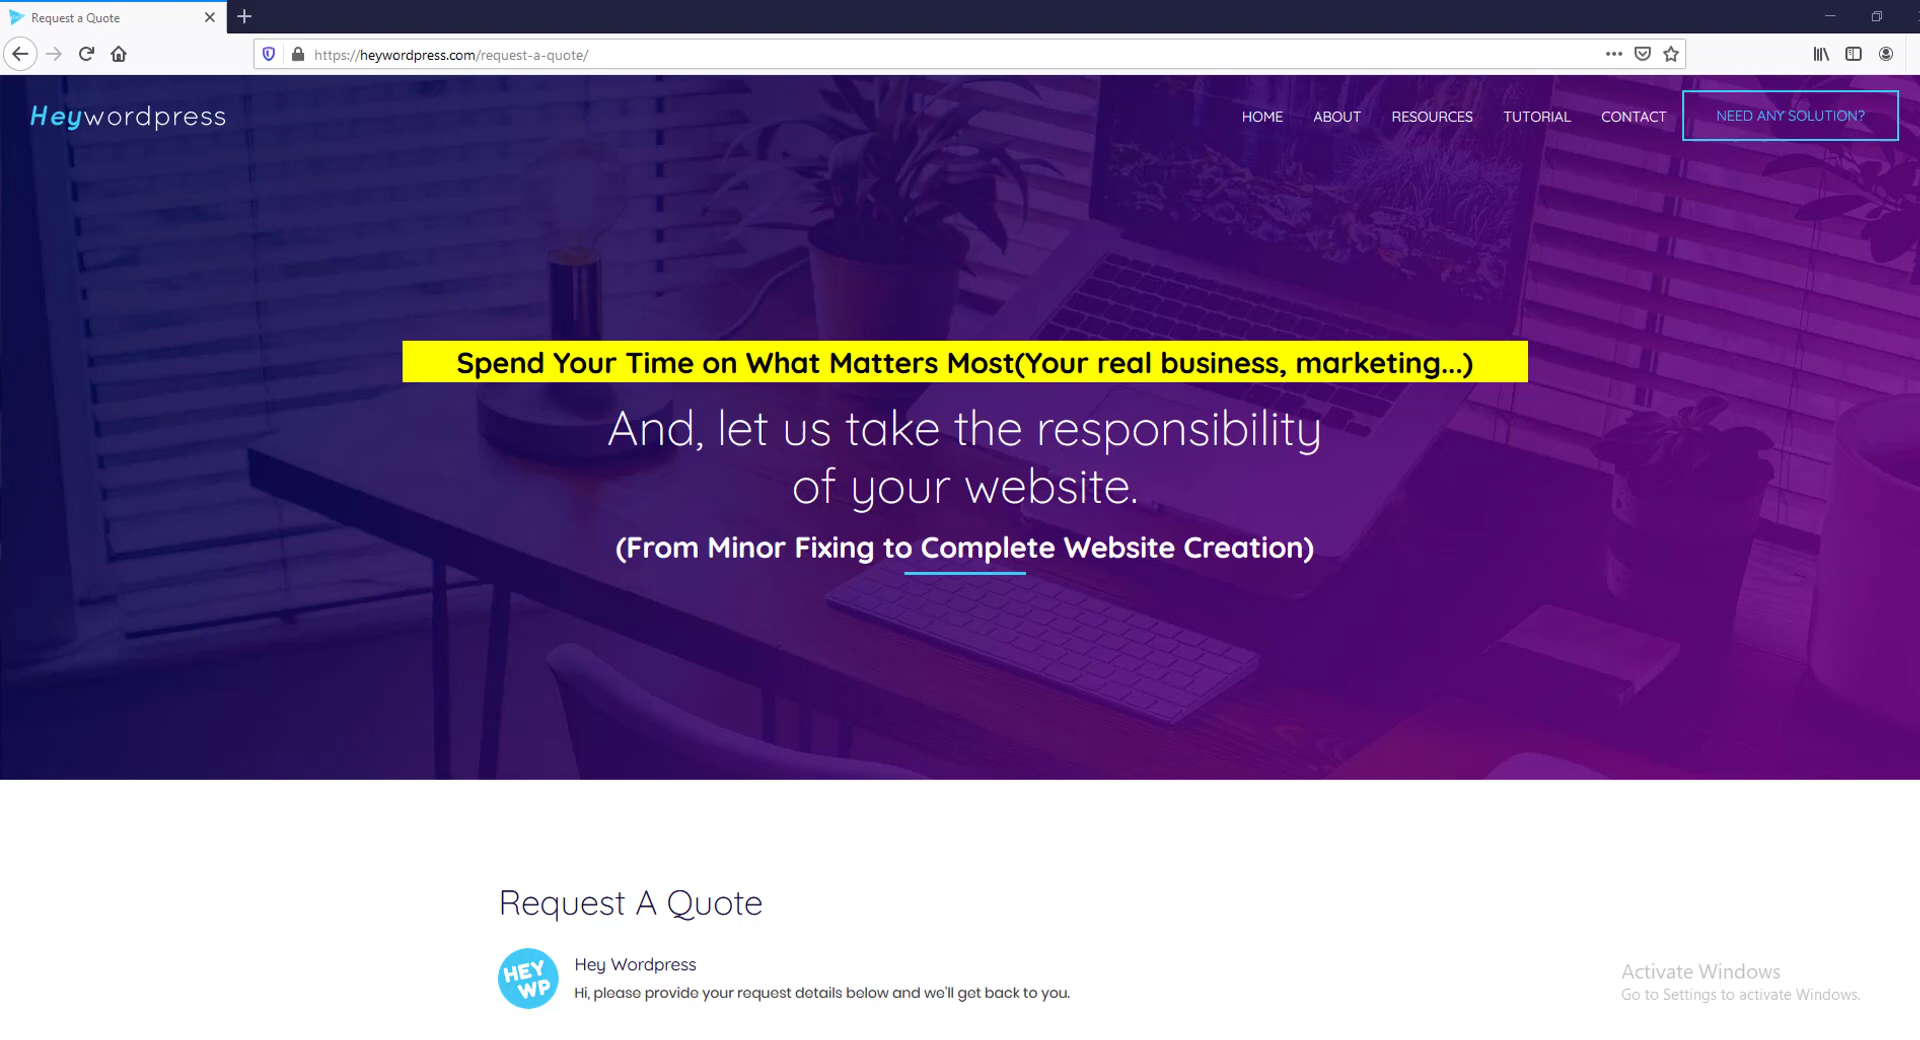 Request a Quote
https://heywordpress.com/request-a-quote/
Heywordpress
HOME ABOUT RESOURCES TUTORIAL CONTACT NEED ANY SOLUTION?
Spend Your Time on What Matters Most(Your real business, marketing...)
And, let us take the responsibility
of your website.
(From Minor Fixing to Complete Website Creation)
Request A Quote
HEY
WP
Hey Wordpress
Hi, please provide your request details below and we'll get back to you.
Activate Windows
Go to Settings to activate Windows.